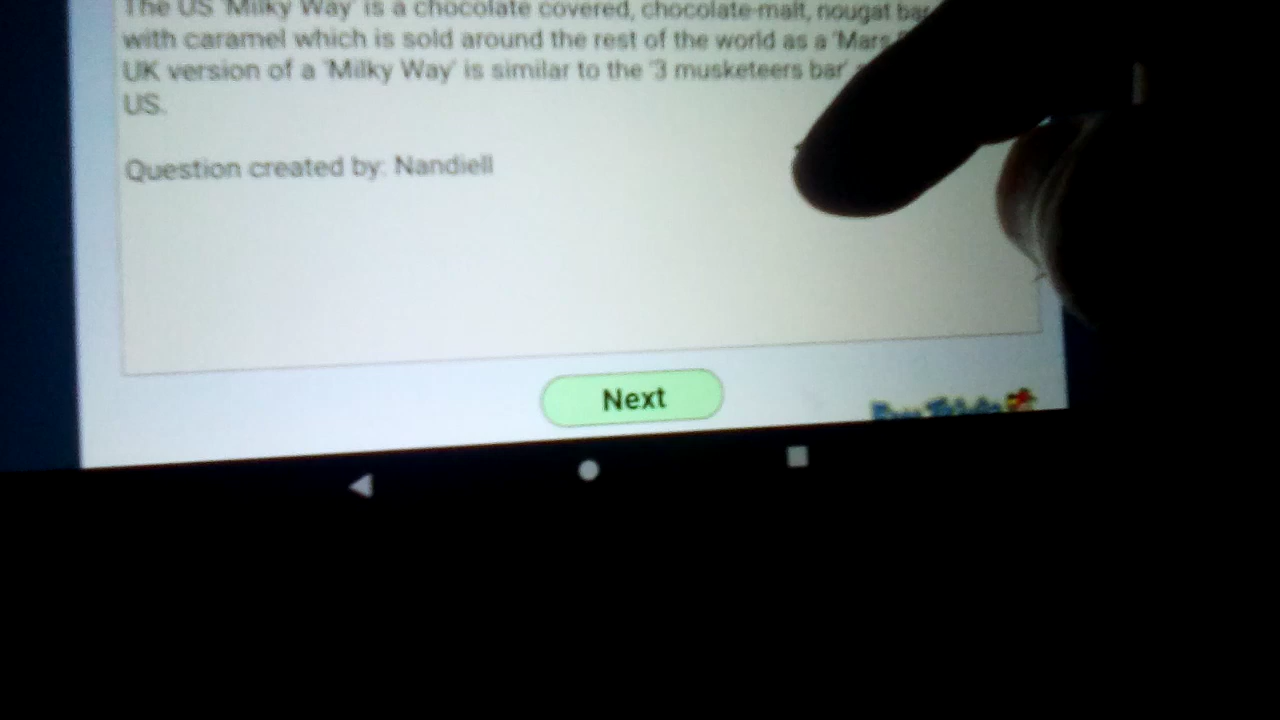 The US 'Milky Way' is a chocolate covered, chocolate-malt, nougat bar
with caramel which is sold around the rest of the world as a 'Mars
UK version of a 'Milky Way' is similar to the '3 musketeers bar'
US.
Question created by: Nandiell
Next